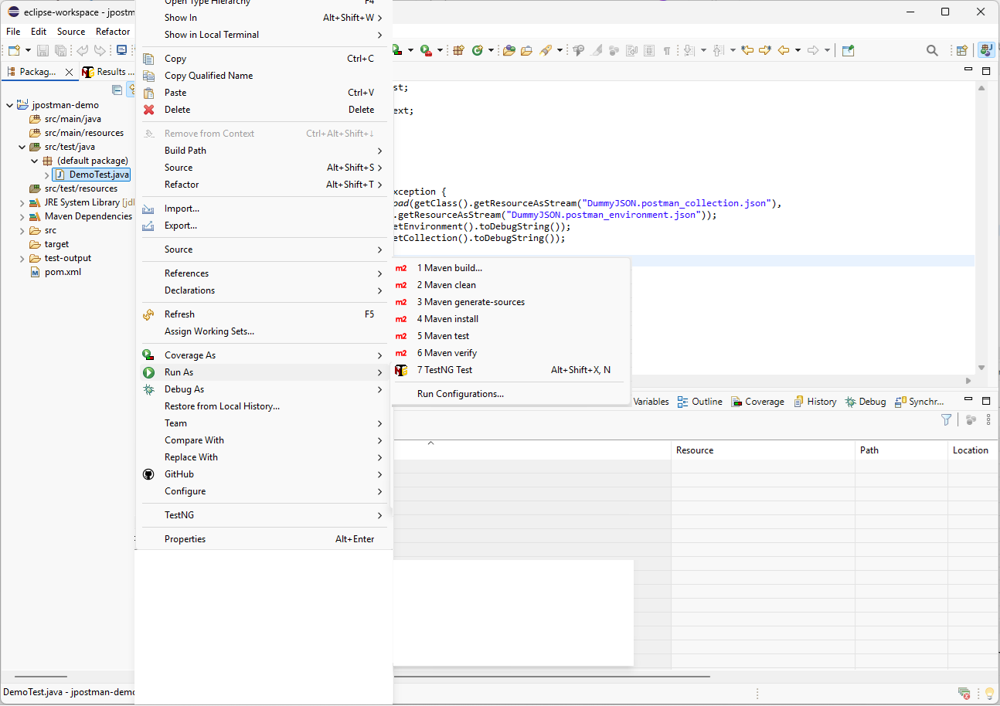 eclipse-workspace - jpostm
File Edit Source Refactor
Packag...
Results ...
jpostman-demo
src/main/java
src/main/resources
src/test/java
(default package)
DemoTest.java
src/test/resources
JRE System Library [jdk
Maven Dependencies
src
target
test-output
pom.xml
Open Type Hierarchy F4
Show In Alt+Shift+W
Show in Local Terminal
Copy Ctrl+C
Copy Qualified Name
Paste Ctrl+V
Delete Delete
Remove from Context Ctrl+Alt+Shift+↓
Build Path
Source Alt+Shift+S
Refactor Alt+Shift+T
Import...
Export...
Source
References
Declarations
Refresh F5
Assign Working Sets...
Coverage As
Run As
Debug As
Restore from Local History...
Team
Compare With
Replace With
GitHub
Configure
TestNG
Properties Alt+Enter
st;
ext;
xception {
oad(getClass().getResourceAsStream("DummyJSON.postman_collection.json"),
.getResourceAsStream("DummyJSON.postman_environment.json"));
etEnvironment().toDebugString());
etCollection().toDebugString());
m2 1 Maven build...
m2 2 Maven clean
m2 3 Maven generate-sources
m2 4 Maven install
m2 5 Maven test
m2 6 Maven verify
7 TestNG Test Alt+Shift+X, N
Run Configurations...
Variables Outline Coverage History Debug Synchr...
Resource Path Location
DemoTest.java - jpostman-demo